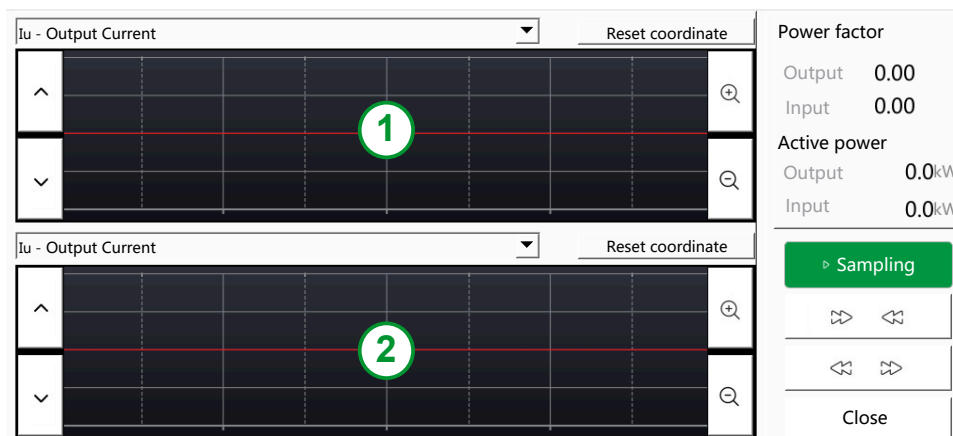 Iu - Output Current
Reset coordinate
1
Iu - Output Current
Reset coordinate
2
Power factor
Output 0.00
Input 0.00
Active power
Output 0.0kW
Input 0.0kW
Sampling
Close